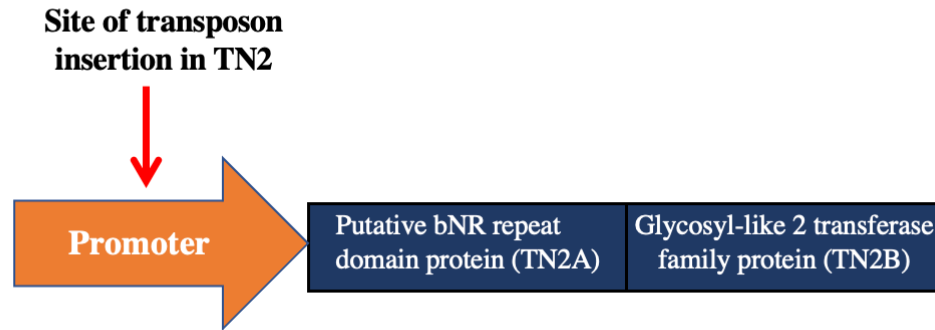 Site of transposon
insertion in TN2
Promoter
Putative bNR repeat
domain protein (TN2A)
Glycosyl-like 2 transferase
family protein (TN2B)